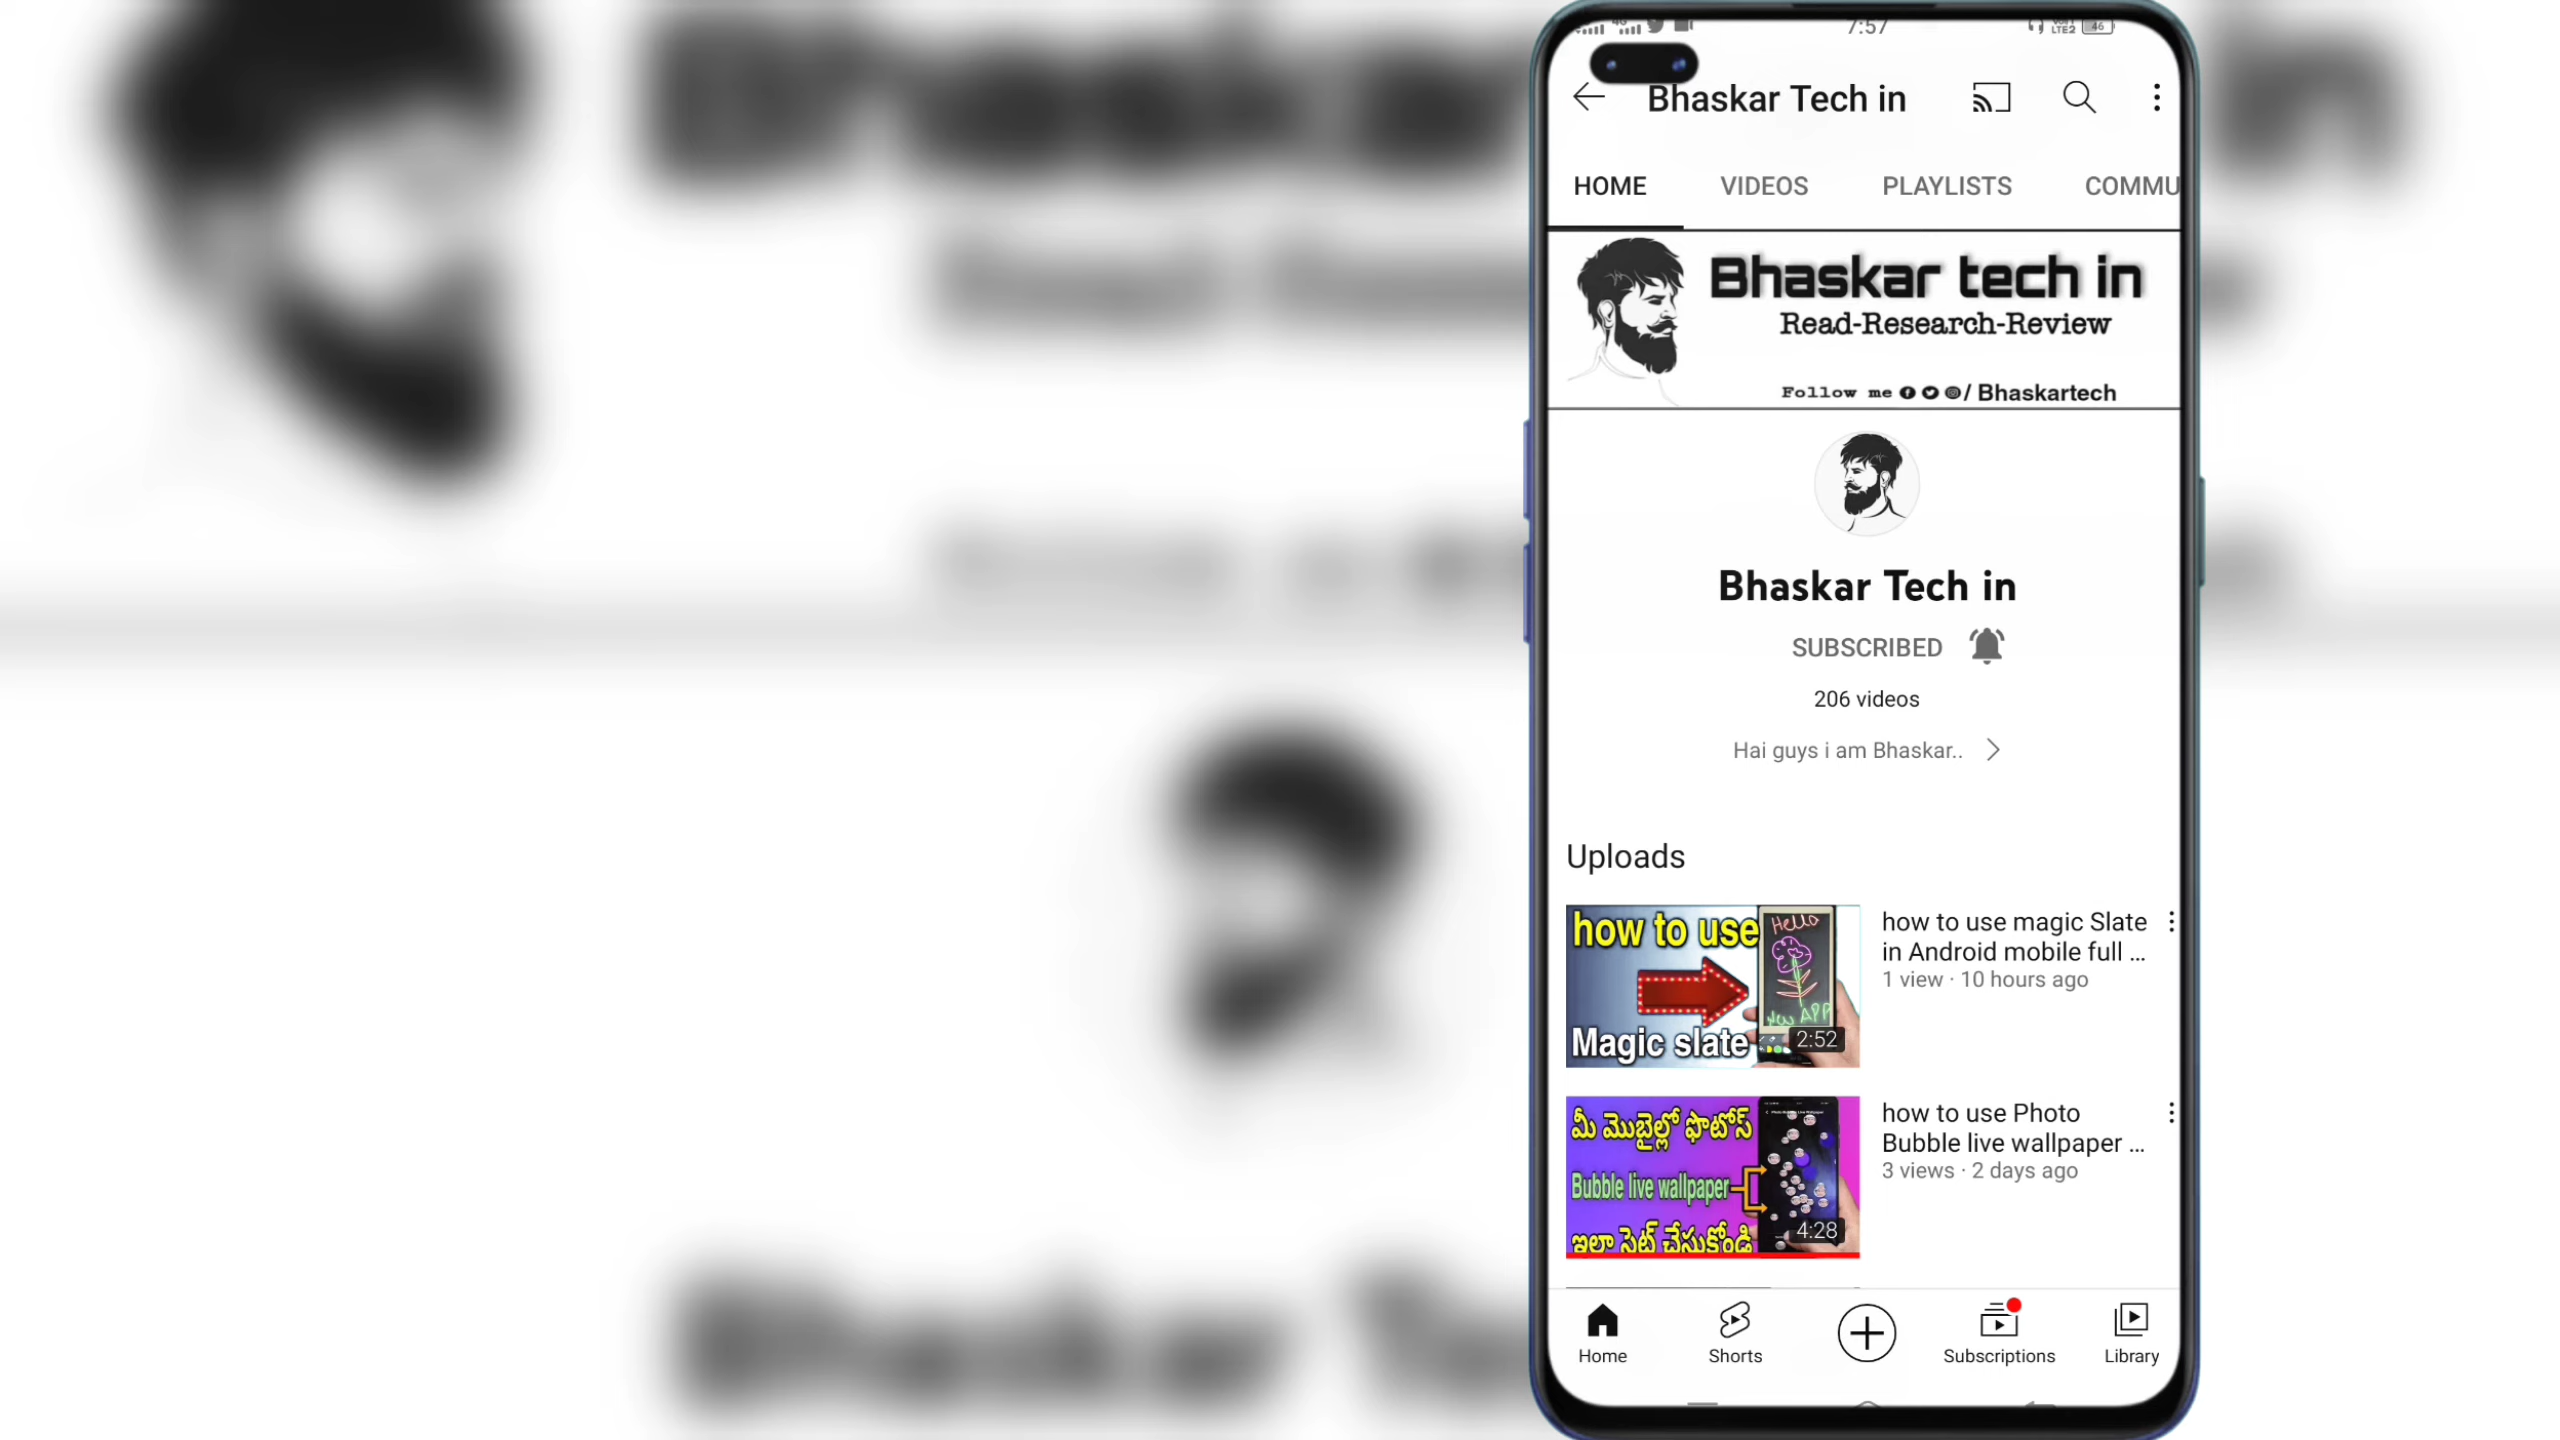 7:57
46
Bhaskar Tech in
HOME
VIDEOS
PLAYLISTS
COMMU
Bhaskar tech in
Read-Research-Review
Follow me / Bhaskartech
Bhaskar Tech in
SUBSCRIBED
206 videos
Hai guys i am Bhaskar..
Uploads
how to use
Hello
Magic slate
2:52
how to use magic Slate
in Android mobile full ...
1 view · 10 hours ago
మీ మొబైల్లో ఫొటోస్
Bubble live wallpaper
ఇలా సెట్ చేసుకోండి
4:28
how to use Photo
Bubble live wallpaper ...
3 views · 2 days ago
Home
Shorts
Subscriptions
Library